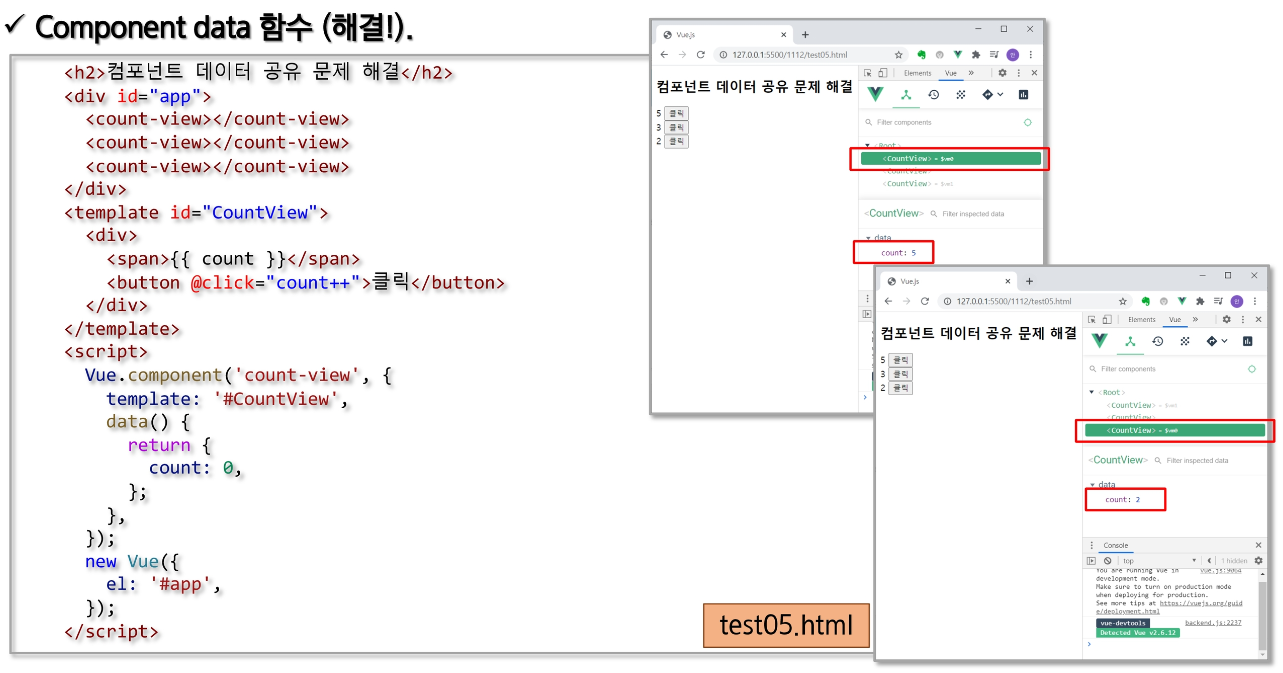 ✓ Component data 함수 (해결!).
<h2>컴포넌트 데이터 공유 문제 해결</h2>
<div id="app">
<count-view></count-view>
<count-view></count-view>
<count-view></count-view>
</div>
<template id="CountView">
<div>
<span>{{ count }}</span>
<button @click="count++">클릭</button>
</div>
</template>
<script>
Vue.component('count-view', {
template: '#CountView',
data() {
return {
count: 0,
};
},
});
new Vue({
el: '#app',
});
</script>
test05.html
Vue.js
127.0.0.1:5500/1112/test05.html
컴포넌트 데이터 공유 문제 해결
5 클릭
3 클릭
2 클릭
Elements Vue »
Filter components
<Root>
<CountView> = $vm0
<CountView>
<CountView> = $vm1
<CountView> Filter inspected data
data
count: 5
Vue.js
127.0.0.1:5500/1112/test05.html
컴포넌트 데이터 공유 문제 해결
5 클릭
3 클릭
2 클릭
Elements Vue »
Filter components
<Root>
<CountView>
<CountView>
<CountView> = $vm0
<CountView> Filter inspected data
data
count: 2
Console
top 1 hidden
You are running Vue in vue.js:9064
development mode.
Make sure to turn on production mode
when deploying for production.
See more tips at https://vuejs.org/guid
e/deployment.html
vue-devtools backend.js:2237
Detected Vue v2.6.12